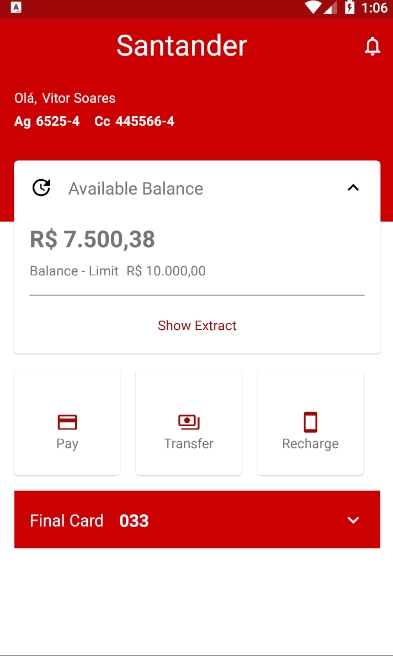 A
1:06
Santander
Olá, Vitor Soares
Ag 6525-4 Cc 445566-4
Available Balance
R$ 7.500,38
Balance - Limit R$ 10.000,00
Show Extract
Pay Transfer Recharge
Final Card 033